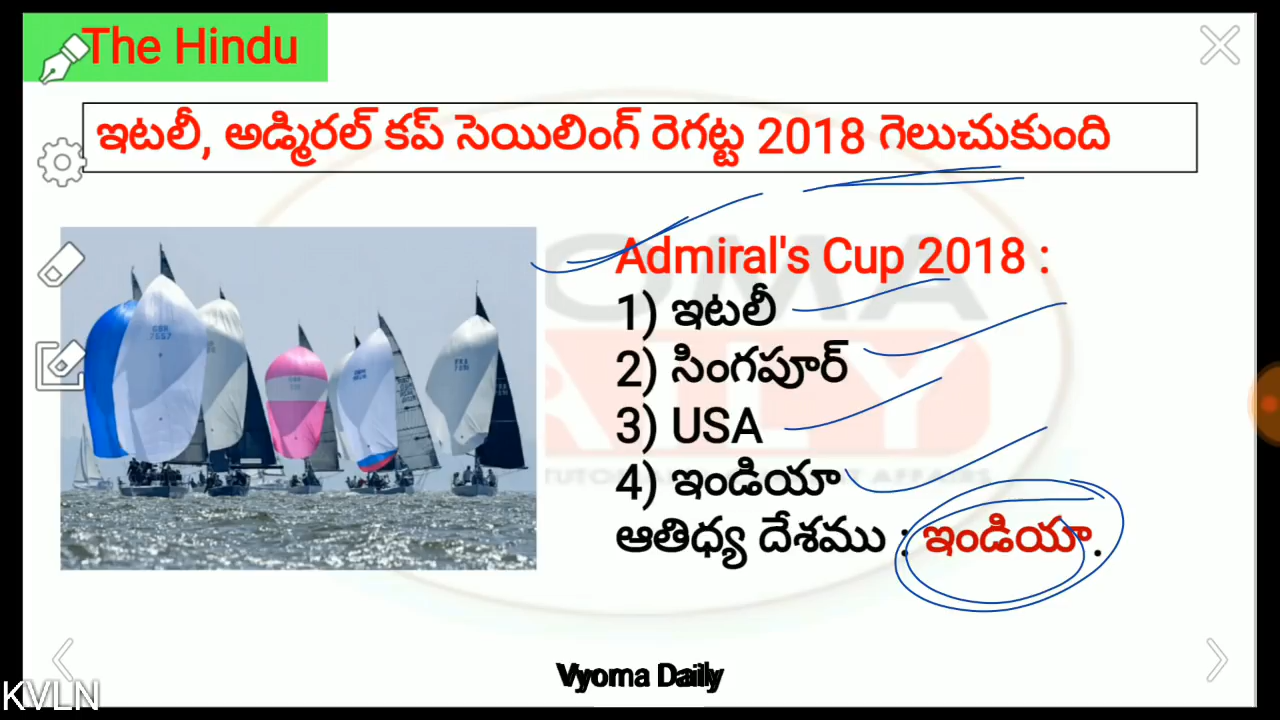 The Hindu
ఇటలీ, అడ్మిరల్ కప్ సెయిలింగ్ రెగట్ట 2018 గెలుచుకుంది
Admiral's Cup 2018 :
1) ఇటలీ
2) సింగపూర్
3) USA
4) ఇండియా
ఆతిధ్య దేశము : ఇండియా.
Vyoma Daily
KVLN